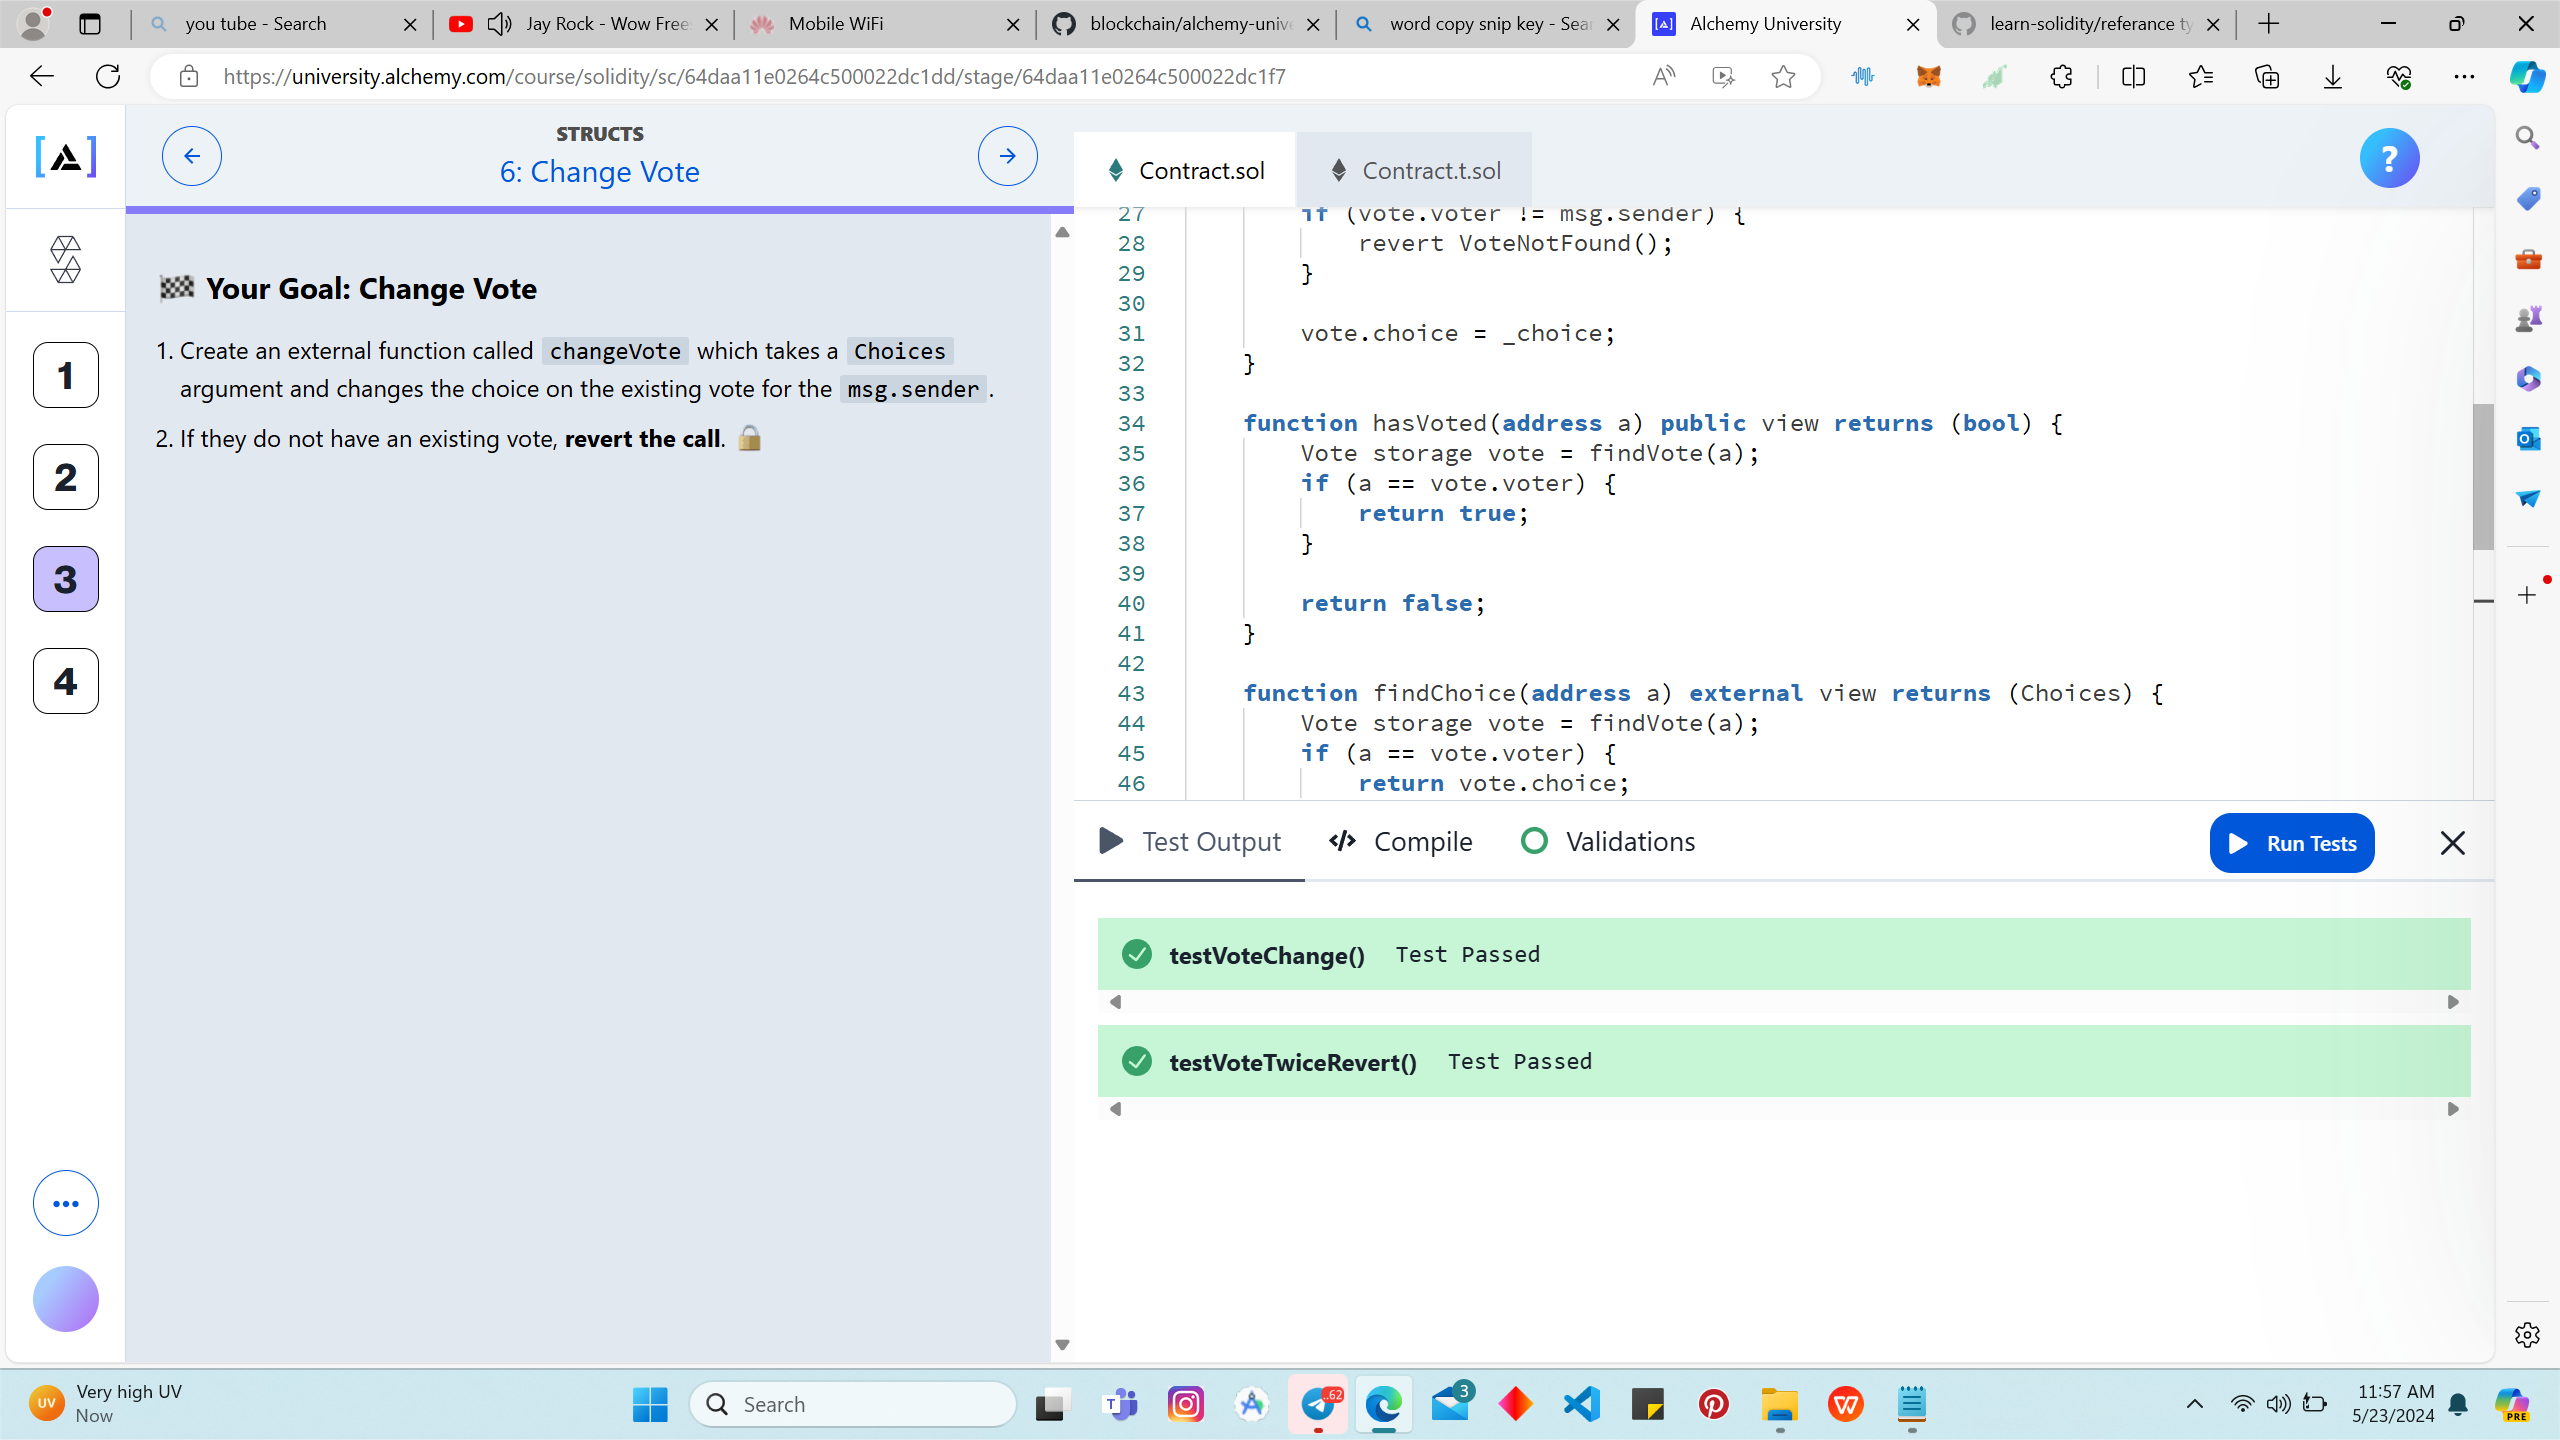 you tube - Search
Jay Rock - Wow Free
Mobile WiFi
blockchain/alchemy-unive
word copy snip key - Sea
Alchemy University
learn-solidity/referance ty
https://university.alchemy.com/course/solidity/sc/64daa11e0264c500022dc1dd/stage/64daa11e0264c500022dc1f7
STRUCTS
6: Change Vote
1
2
3
4
🏁 Your Goal: Change Vote
1. Create an external function called changeVote which takes a Choices
argument and changes the choice on the existing vote for the msg.sender.
2. If they do not have an existing vote, revert the call. 🔒
Contract.sol
Contract.t.sol
?
27 if (vote.voter != msg.sender) {
28 revert VoteNotFound();
29 }
30
31 vote.choice = _choice;
32 }
33
34 function hasVoted(address a) public view returns (bool) {
35 Vote storage vote = findVote(a);
36 if (a == vote.voter) {
37 return true;
38 }
39
40 return false;
41 }
42
43 function findChoice(address a) external view returns (Choices) {
44 Vote storage vote = findVote(a);
45 if (a == vote.voter) {
46 return vote.choice;
Test Output
</> Compile
Validations
Run Tests
testVoteChange() Test Passed
testVoteTwiceRevert() Test Passed
UV
Very high UV
Now
Search
62
3
11:57 AM
5/23/2024
PRE